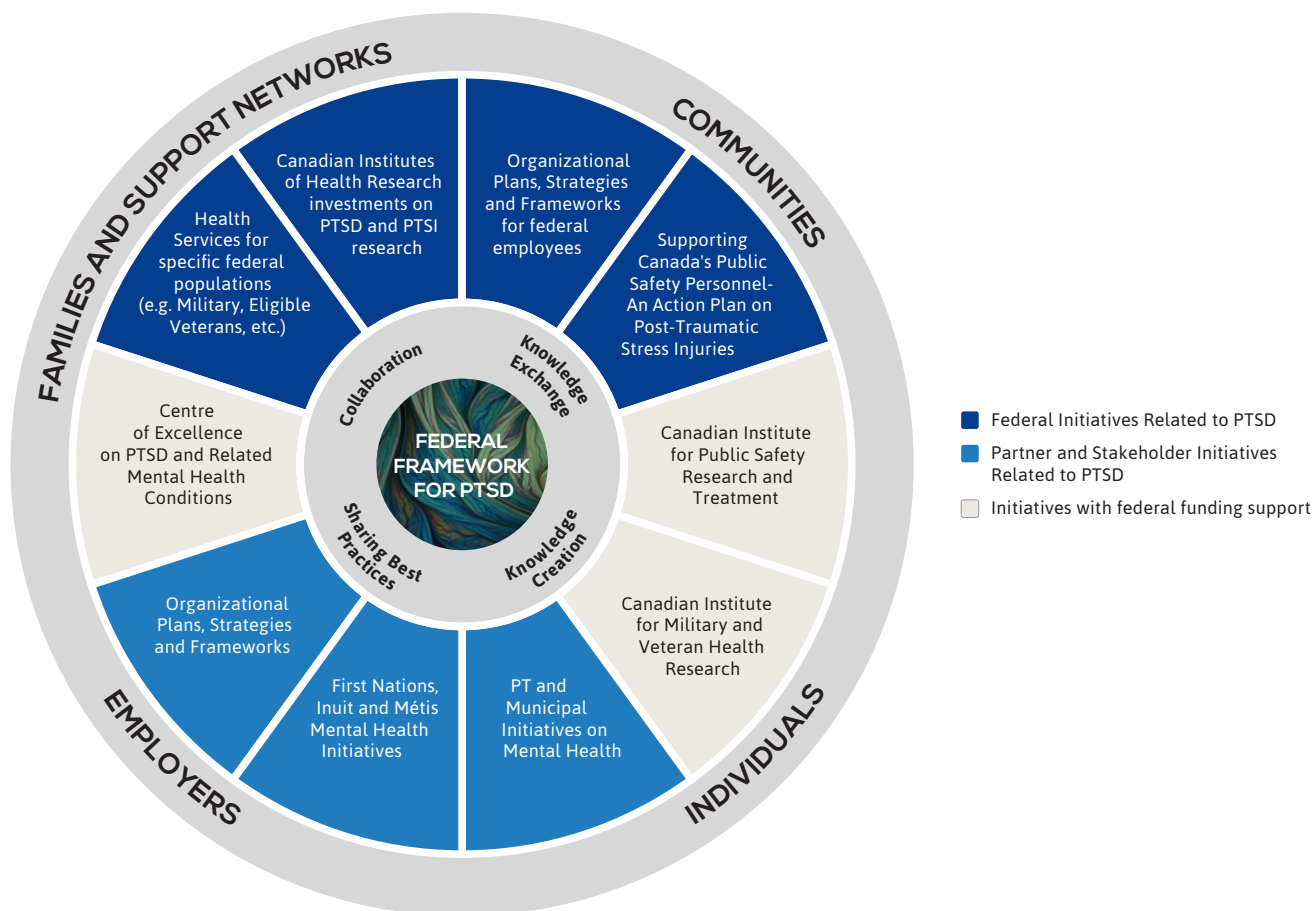 FAMILIES AND SUPPORT NETWORKS
COMMUNITIES
INDIVIDUALS
EMPLOYERS
Canadian Institutes
of Health Research
investments on
PTSD and PTSI
research
Organizational
Plans, Strategies
and Frameworks
for federal
employees
Supporting
Canada's Public
Safety Personnel-
An Action Plan on
Post-Traumatic
Stress Injuries
Canadian Institute
for Public Safety
Research and
Treatment
Canadian Institute
for Military and
Veteran Health
Research
PT and
Municipal
Initiatives on
Mental Health
First Nations,
Inuit and Métis
Mental Health
Initiatives
Organizational
Plans, Strategies
and Frameworks
Centre
of Excellence
on PTSD and Related
Mental Health
Conditions
Health
Services for
specific federal
populations
(e.g. Military, Eligible
Veterans, etc.)
Collaboration
Knowledge
Exchange
Knowledge
Creation
Sharing Best
Practices
FEDERAL
FRAMEWORK
FOR PTSD
Federal Initiatives Related to PTSD
Partner and Stakeholder Initiatives
Related to PTSD
Initiatives with federal funding support